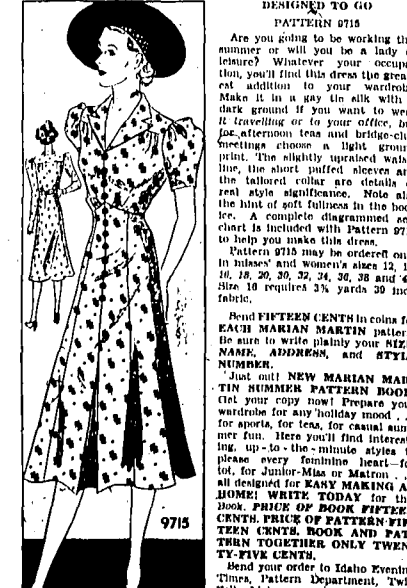 DESIGNED TO GO
PATTERN 9715
Are you going to be working th
summer or will you be a lady
leisure? Whatever your occupa
tion, you'll find this dress the grea
est addition to your wardrob
Make it in a gay tie silk with
dark ground if you want to we
it travelling or to your office, b
for afternoon teas and bridge-clu
meetings choose a light groun
print. The slightly upraised wais
line, the short puffed sleeves an
the tailored collar are details
real style significance. Note al
the hint of soft fullness in the bod
ice. A complete diagrammed se
chart is included with Pattern 97
to help you make this dress.
Pattern 9715 may be ordered on
in misses' and women's sizes 12, 1
16, 18, 20, 30, 32, 34, 36, 38 and 4
Size 16 requires 3⅝ yards 39 inc
fabric.
Send FIFTEEN CENTS in coins f
EACH MARIAN MARTIN patter
Be sure to write plainly your SIZ
NAME, ADDRESS, and STYL
NUMBER.
Just out! NEW MARIAN MAR
TIN SUMMER PATTERN BOO
Get your copy now! Prepare you
wardrobe for any holiday mood . .
for sports, for teas, for casual sum
mer fun. Here you'll find interes
ing, up-to-the-minute styles
please every feminine heart—f
tot, for Junior-Miss or Matron . .
all designed for EASY MAKING A
HOME! WRITE TODAY for th
Book. PRICE OF BOOK FIFTEE
CENTS. PRICE OF PATTERN FIF
TEEN CENTS. BOOK AND PAT
TERN TOGETHER ONLY TWEN
TY-FIVE CENTS.
Send your order to Idaho Evenin
Times, Pattern Department, Tw
9715